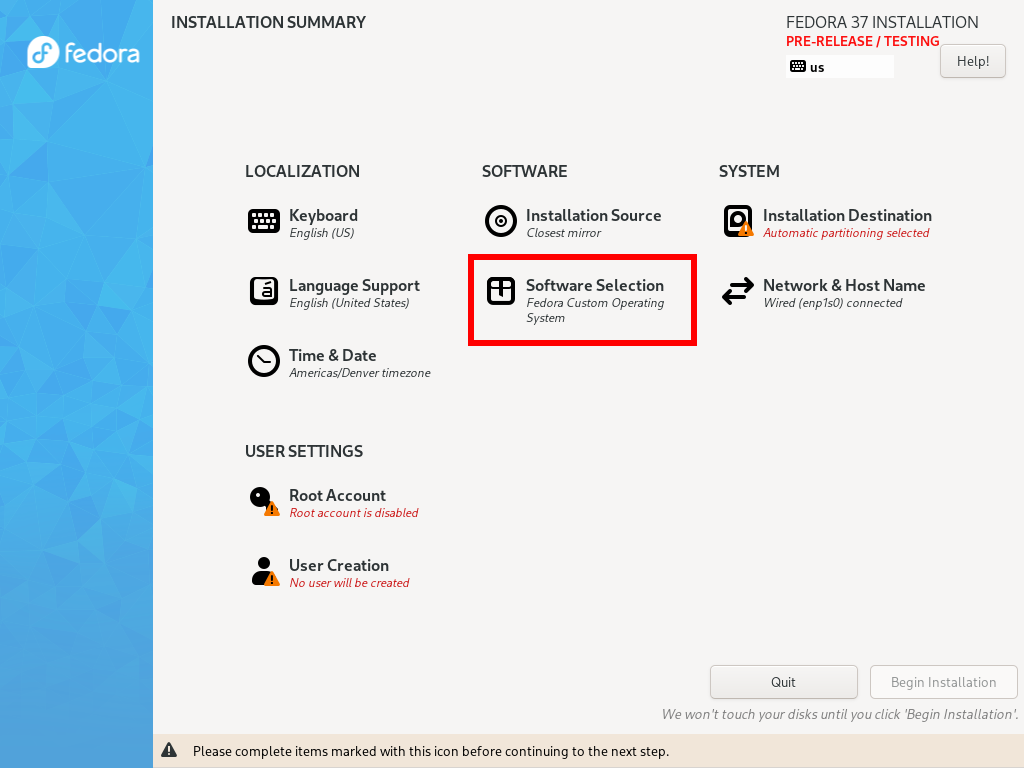 fedora
INSTALLATION SUMMARY
FEDORA 37 INSTALLATION
PRE-RELEASE / TESTING
us
Help!
LOCALIZATION
Keyboard
English (US)
Language Support
English (United States)
Time & Date
Americas/Denver timezone
SOFTWARE
Installation Source
Closest mirror
Software Selection
Fedora Custom Operating
System
SYSTEM
Installation Destination
Automatic partitioning selected
Network & Host Name
Wired (enp1s0) connected
USER SETTINGS
Root Account
Root account is disabled
User Creation
No user will be created
Quit
Begin Installation
We won't touch your disks until you click 'Begin Installation'.
Please complete items marked with this icon before continuing to the next step.